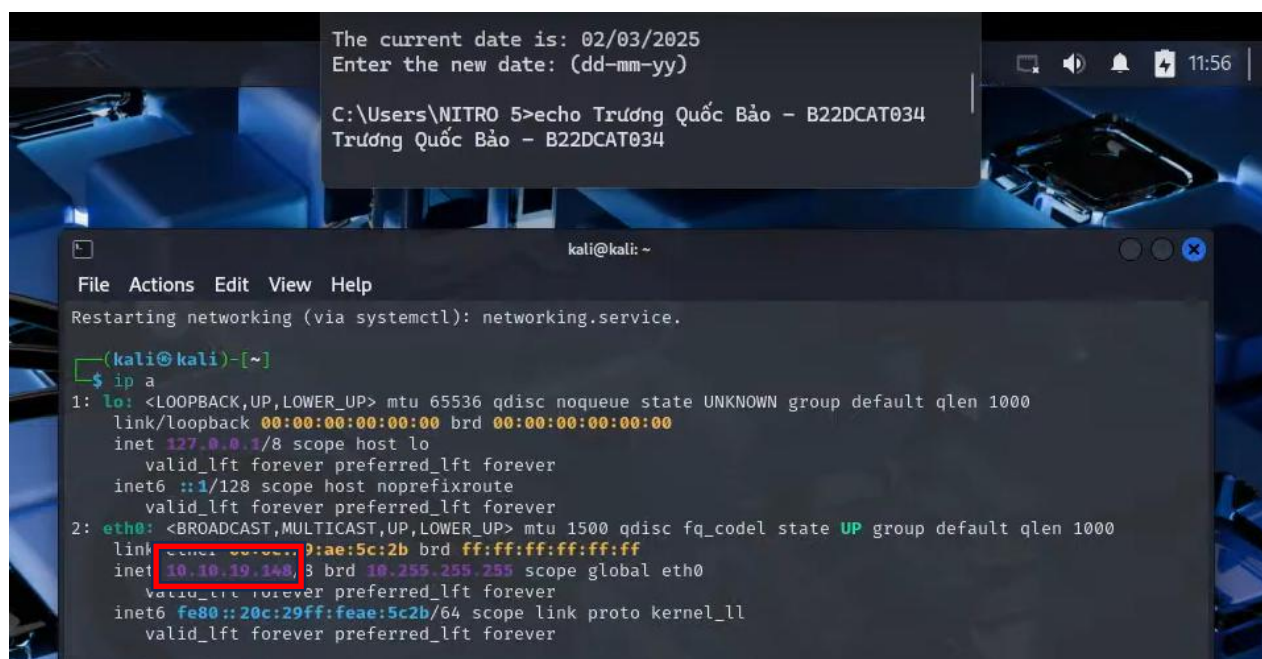 The current date is: 02/03/2025
Enter the new date: (dd-mm-yy)
C:\Users\NITRO 5>echo Trương Quốc Bảo - B22DCAT034
Trương Quốc Bảo - B22DCAT034
11:56
kali@kali: ~
File Actions Edit View Help
Restarting networking (via systemctl): networking.service.
┌──(kali㉿kali)-[~]
└─$ ip a
1: lo: <LOOPBACK,UP,LOWER_UP> mtu 65536 qdisc noqueue state UNKNOWN group default qlen 1000
link/loopback 00:00:00:00:00:00 brd 00:00:00:00:00:00
inet 127.0.0.1/8 scope host lo
valid_lft forever preferred_lft forever
inet6 ::1/128 scope host noprefixroute
valid_lft forever preferred_lft forever
2: eth0: <BROADCAST,MULTICAST,UP,LOWER_UP> mtu 1500 qdisc fq_codel state UP group default qlen 1000
link 9:ae:5c:2b brd ff:ff:ff:ff:ff:ff
inet 10.10.19.148/8 brd 10.255.255.255 scope global eth0
valid_lft forever preferred_lft forever
inet6 fe80::20c:29ff:feae:5c2b/64 scope link proto kernel_ll
valid_lft forever preferred_lft forever